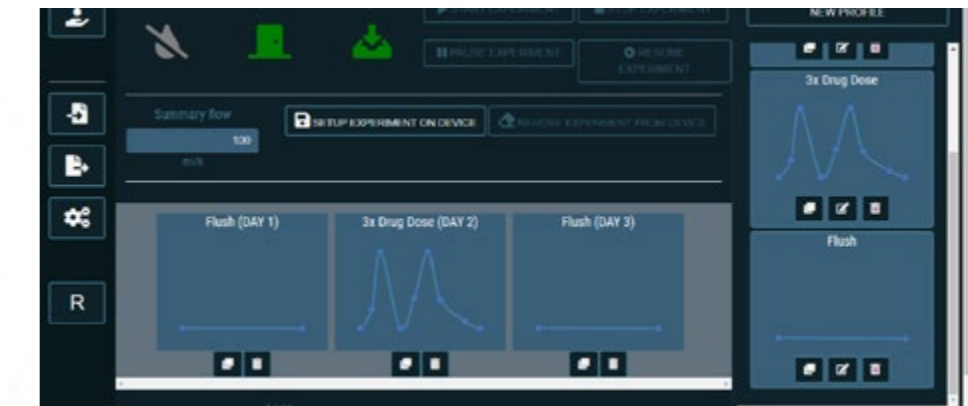 NEW PROFILE
PAUSE EXPERIMENT
RESUME
EXPERIMENT
3x Drug Dose
Summary flow
SETUP EXPERIMENT ON DEVICE
REMOVE EXPERIMENT FROM DEVICE
100
ml/h
Flush (DAY 1)
3x Drug Dose (DAY 2)
Flush (DAY 3)
Flush
R